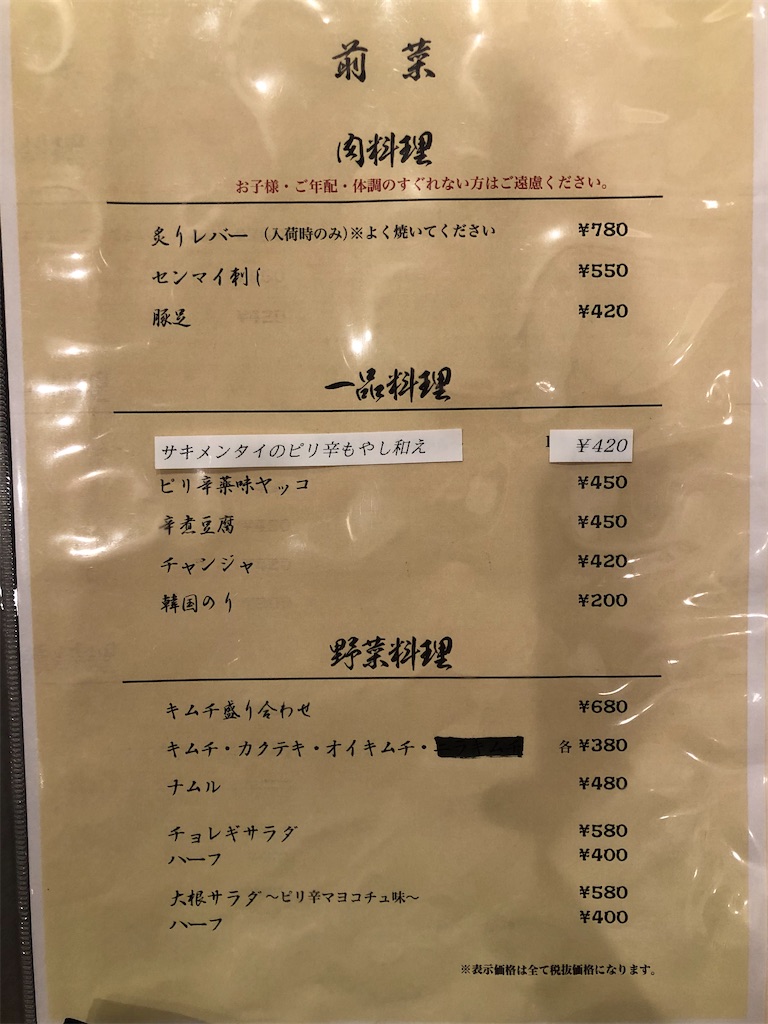 前菜
肉料理
お子様・ご年配・体調のすぐれない方はご遠慮ください。
炙りレバー (入荷時のみ)※よく焼いてください ¥780
センマイ刺し ¥550
豚足 ¥420
一品料理
サキメンタイのピリ辛もやし和え ¥420
ピリ辛薬味ヤッコ ¥450
辛煮豆腐 ¥450
チャンジャ ¥420
韓国のり ¥200
野菜料理
キムチ盛り合わせ ¥680
キムチ・カクテキ・オイキムチ・ 各 ¥380
ナムル ¥480
チョレギサラダ ¥580
ハーフ ¥400
大根サラダ〜ピリ辛マヨコチュ味〜 ¥580
ハーフ ¥400
※表示価格は全て税抜価格になります。